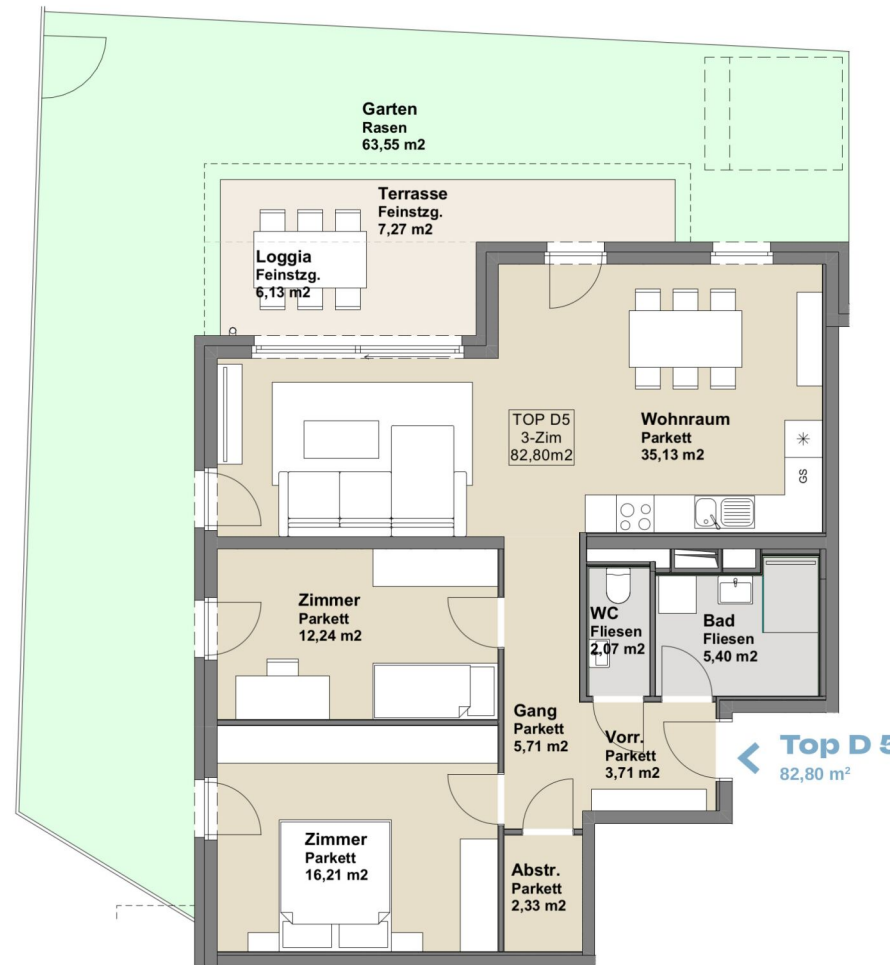 Garten
Rasen
63,55 m2
Terrasse
Feinstzg.
7,27 m2
Loggia
Feinstzg.
6,13 m2
TOP D5
3-Zim
82,80m2
Wohnraum
Parkett
35,13 m2
GS
Zimmer
Parkett
12,24 m2
WC
Fliesen
2,07 m2
Bad
Fliesen
5,40 m2
Gang
Parkett
5,71 m2
Vorr.
Parkett
3,71 m2
Top D 5
82,80 m²
Zimmer
Parkett
16,21 m2
Abstr.
Parkett
2,33 m2